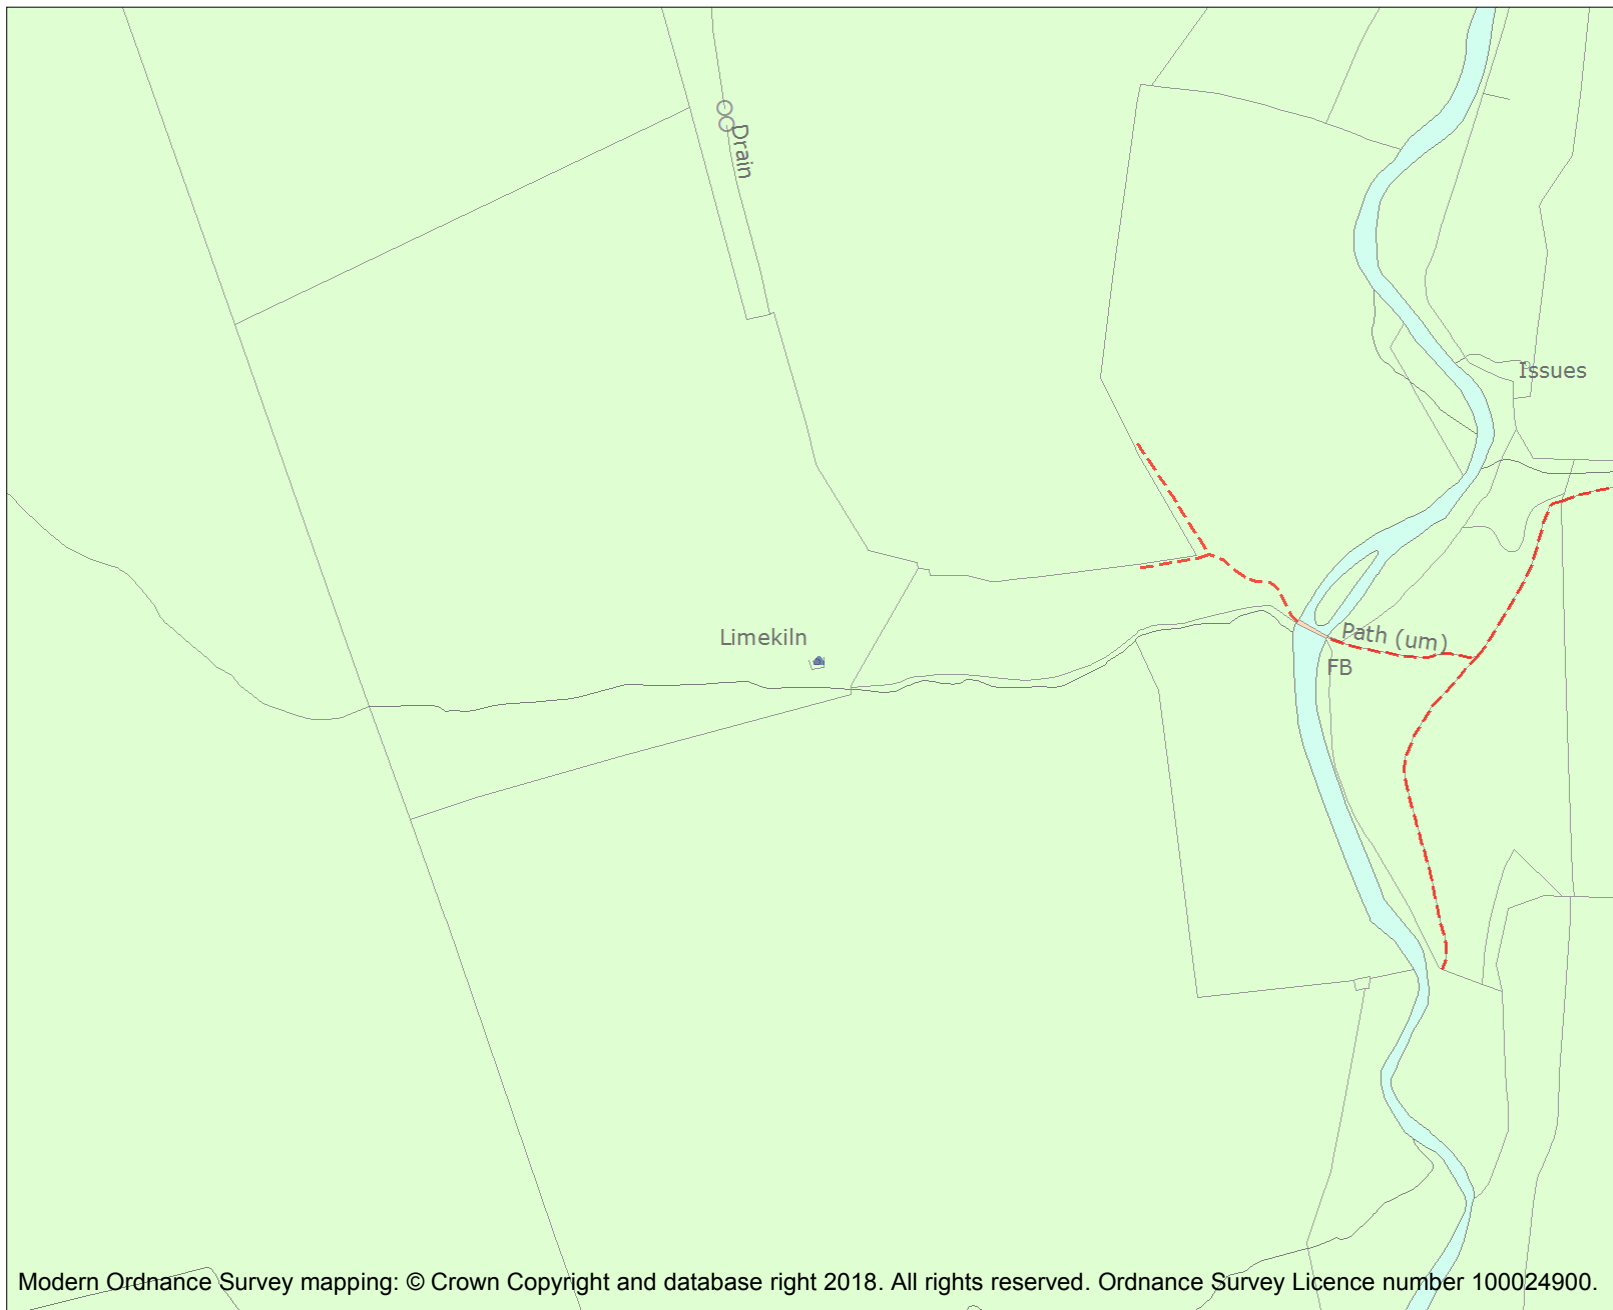 Drain
Issues
Limekiln
Path (um)
FB
Modern Ordnance Survey mapping: © Crown Copyright and database right 2018. All rights reserved. Ordnance Survey Licence number 100024900.